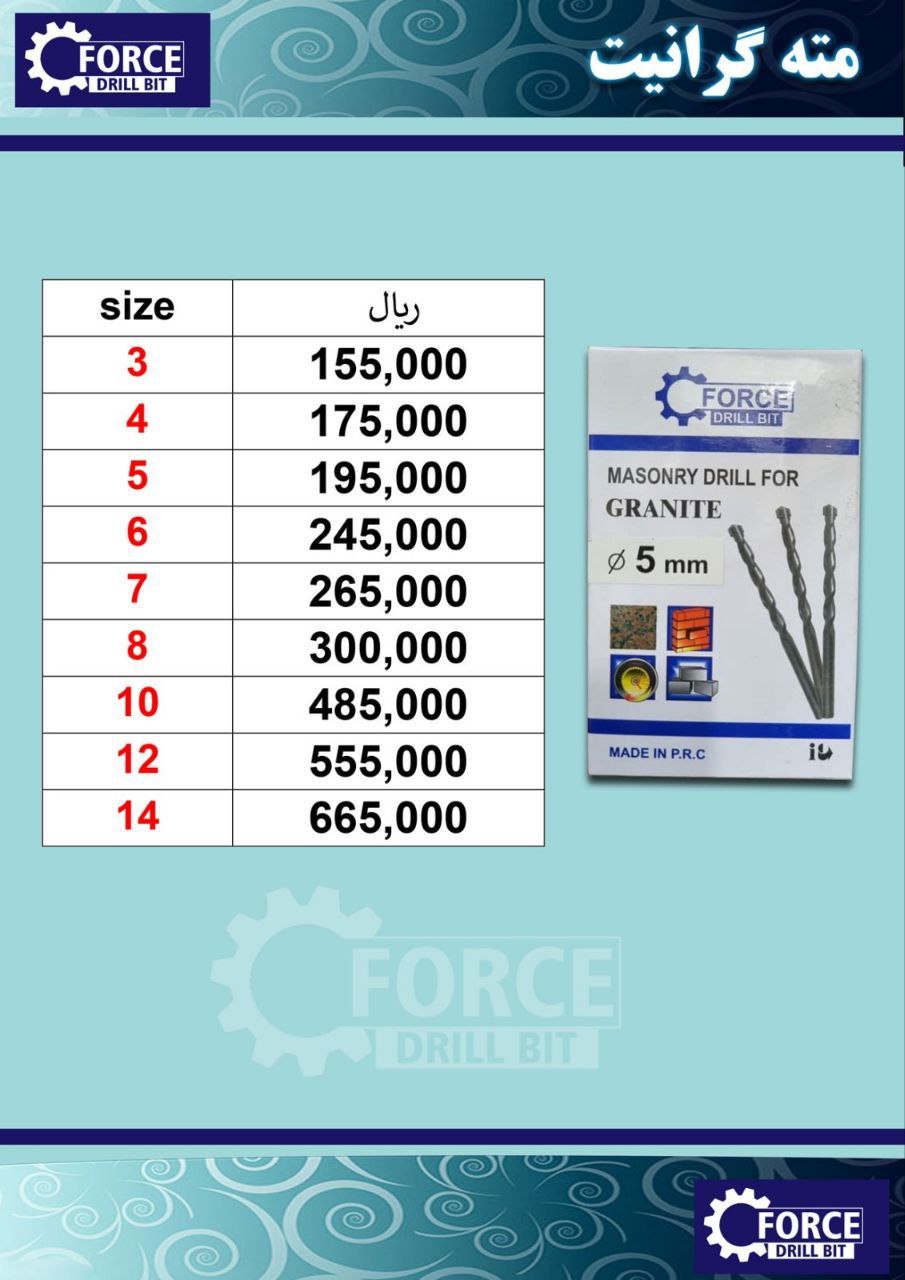 FORCE
DRILL BIT
مته گرانیت
size ریال
3 155,000
4 175,000
5 195,000
6 245,000
7 265,000
8 300,000
10 485,000
12 555,000
14 665,000
FORCE
DRILL BIT
MASONRY DRILL FOR
GRANITE
Ø 5 mm
MADE IN P.R.C
FORCE
DRILL BIT
FORCE
DRILL BIT